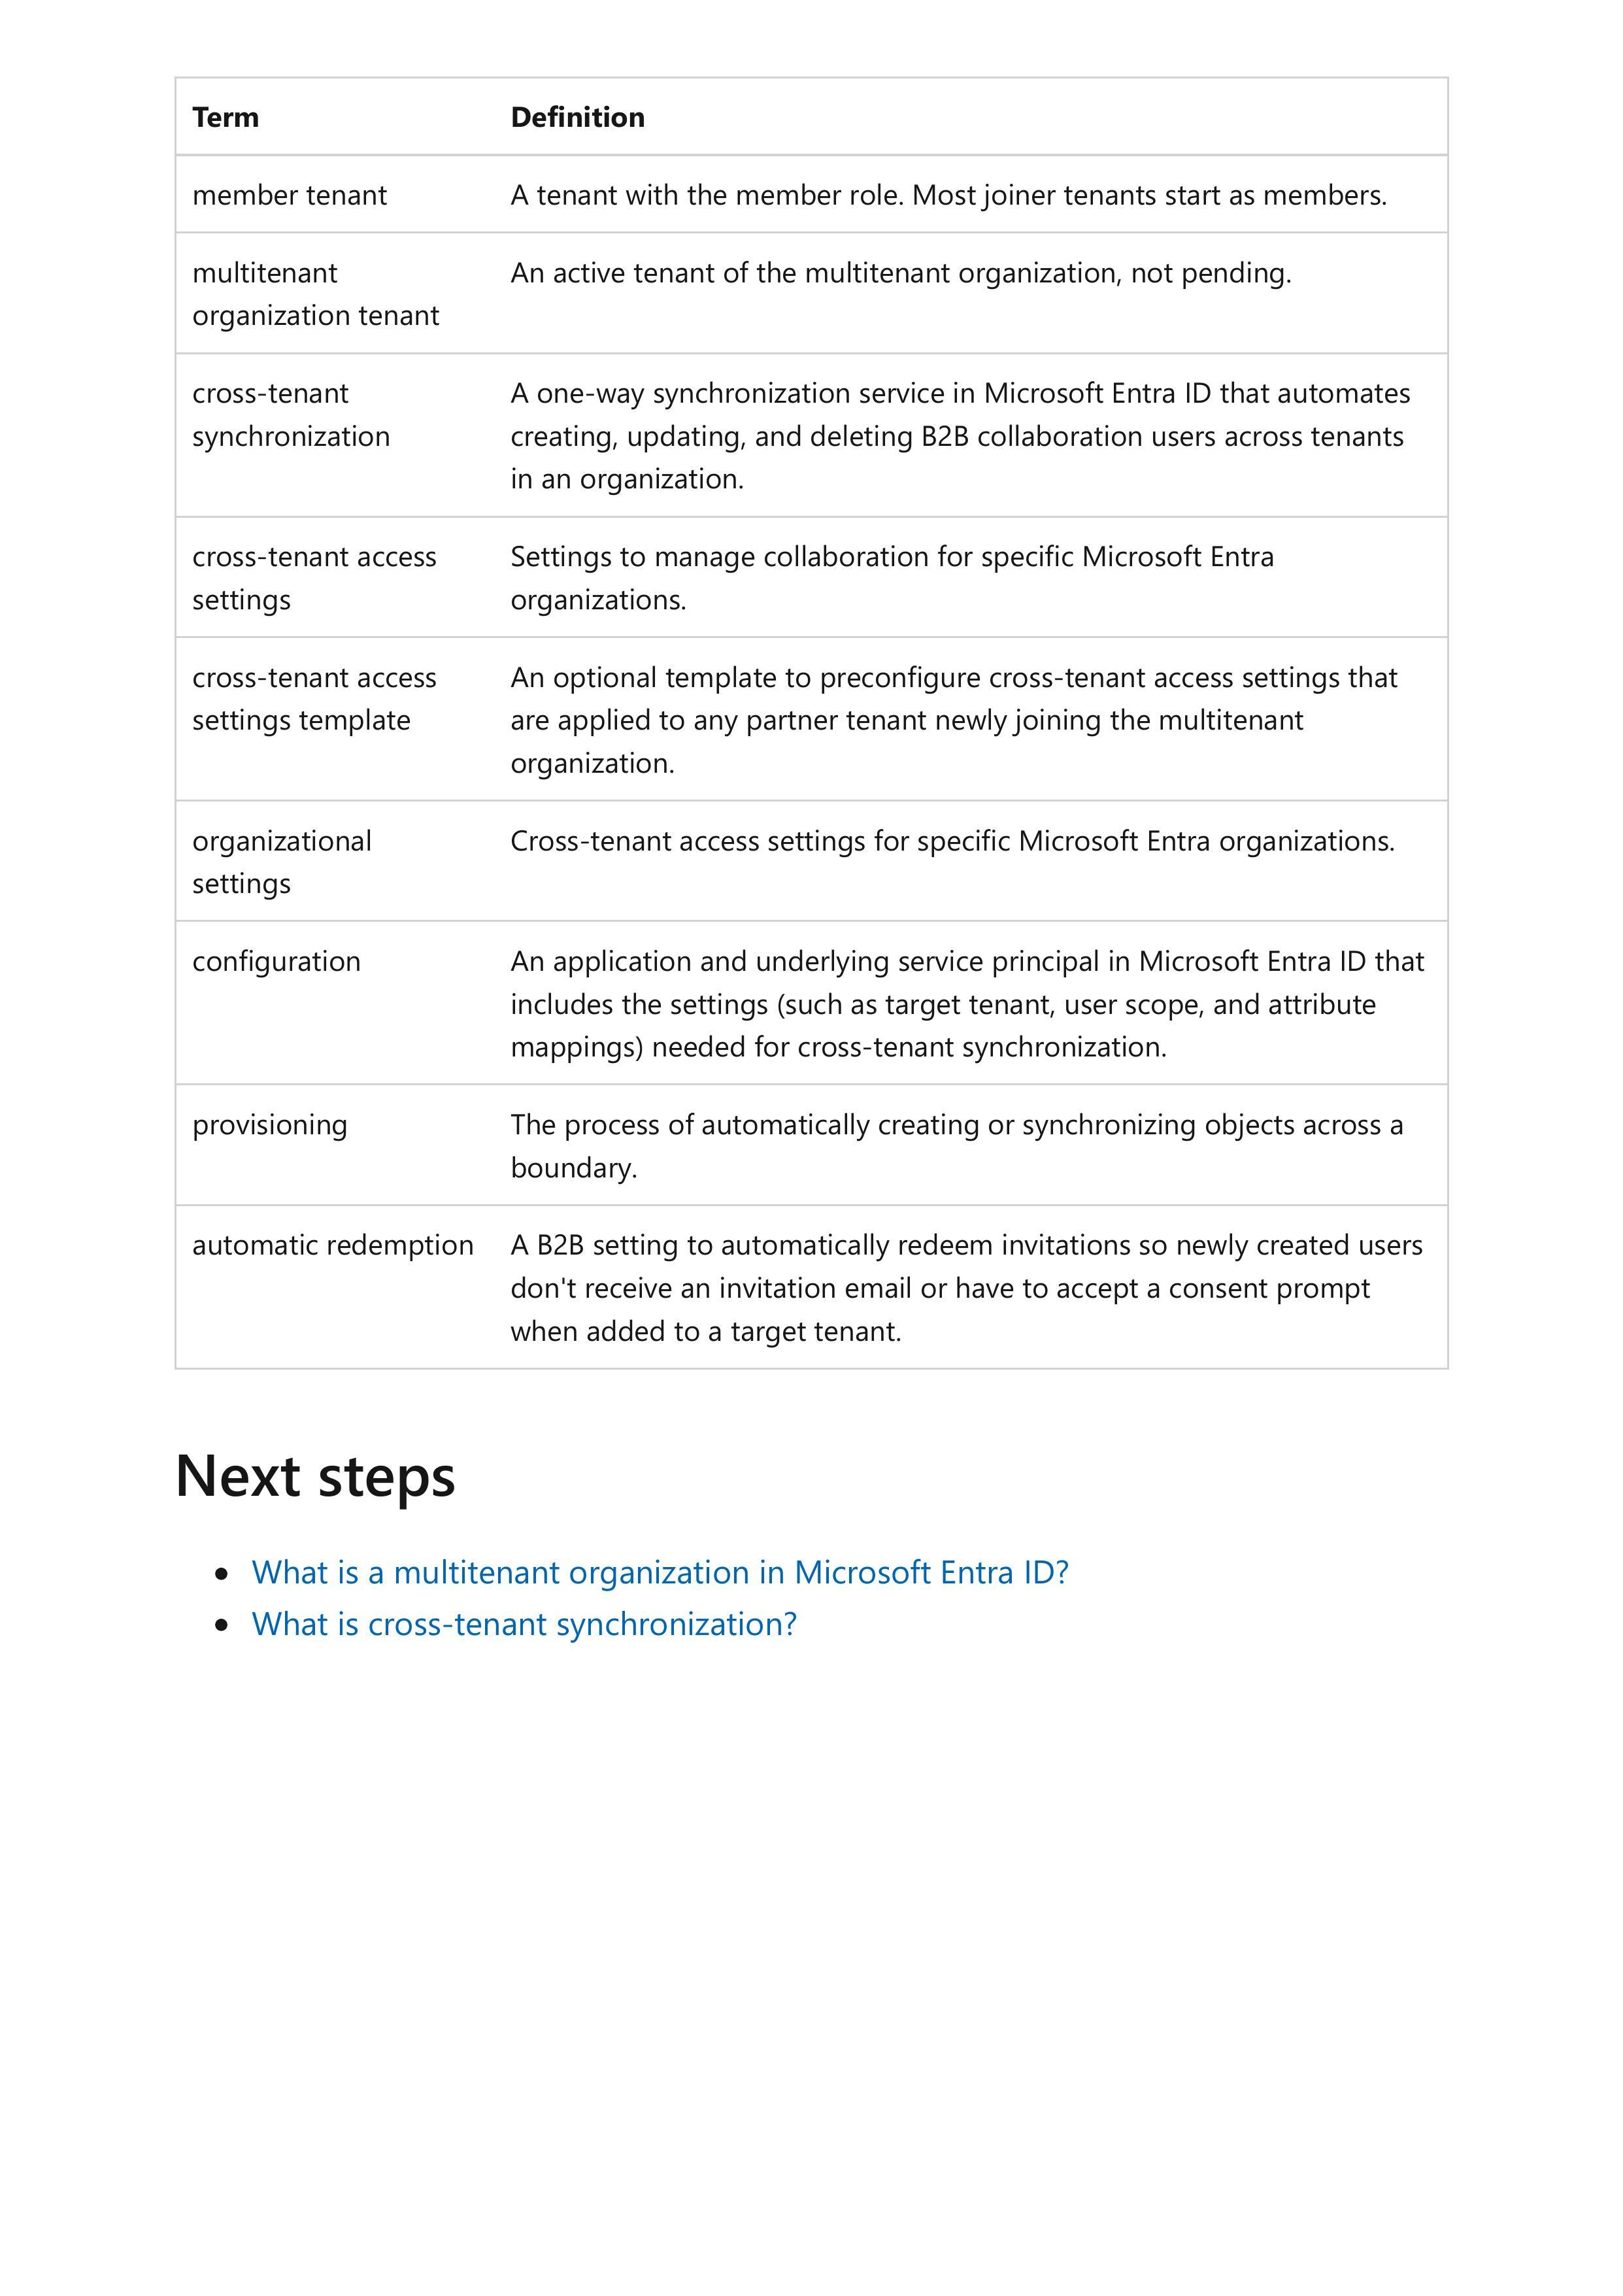 Term Definition
member tenant A tenant with the member role. Most joiner tenants start as members.
multitenant An active tenant of the multitenant organization, not pending.
organization tenant
cross-tenant A one-way synchronization service in Microsoft Entra ID that automates
synchronization creating, updating, and deleting B2B collaboration users across tenants
in an organization.
cross-tenant access Settings to manage collaboration for specific Microsoft Entra
settings organizations.
cross-tenant access An optional template to preconfigure cross-tenant access settings that
settings template are applied to any partner tenant newly joining the multitenant
organization.
organizational Cross-tenant access settings for specific Microsoft Entra organizations.
settings
configuration An application and underlying service principal in Microsoft Entra ID that
includes the settings (such as target tenant, user scope, and attribute
mappings) needed for cross-tenant synchronization.
provisioning The process of automatically creating or synchronizing objects across a
boundary.
automatic redemption A B2B setting to automatically redeem invitations so newly created users
don't receive an invitation email or have to accept a consent prompt
when added to a target tenant.
Next steps
• What is a multitenant organization in Microsoft Entra ID?
• What is cross-tenant synchronization?